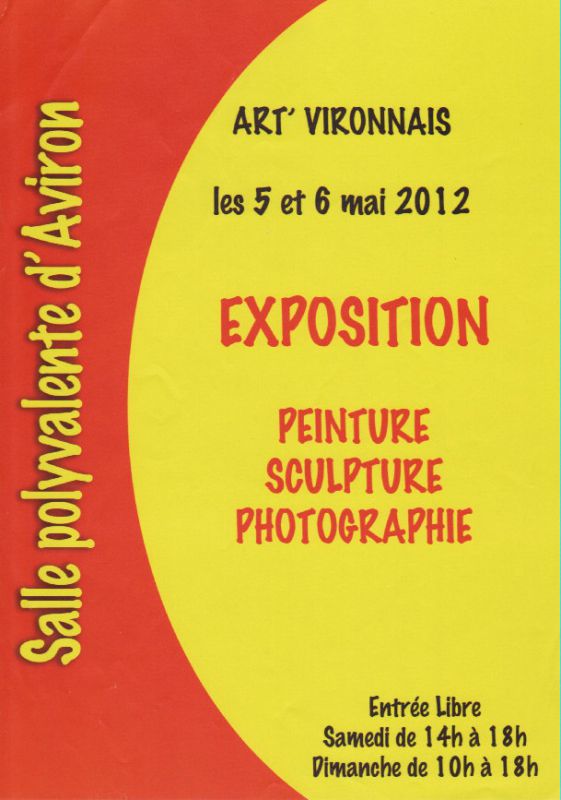 Salle polyvalente d'Aviron
ART' VIRONNAIS
les 5 et 6 mai 2012
EXPOSITION
PEINTURE
SCULPTURE
PHOTOGRAPHIE
Entrée Libre
Samedi de 14h à 18h
Dimanche de 10h à 18h